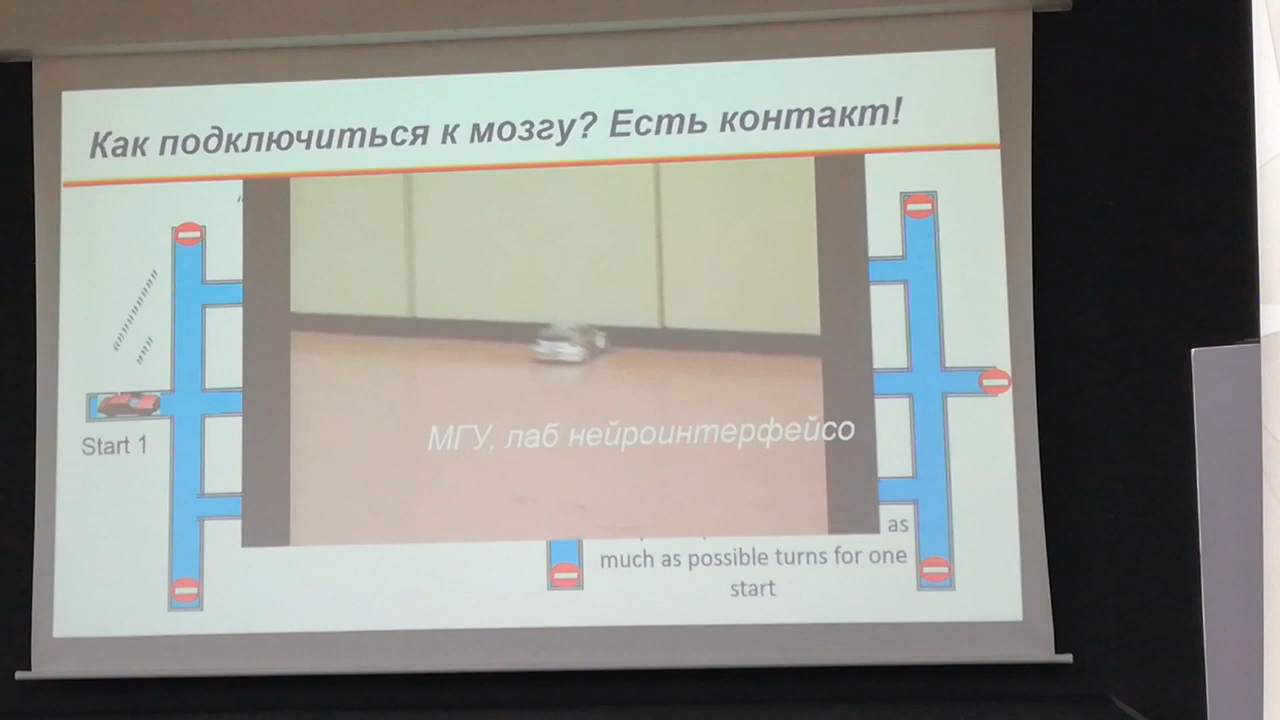 Как подключиться к мозгу? Есть контакт!
Start 1
МГУ, лаб нейроинтерфейсо
as
much as possible turns for one
start